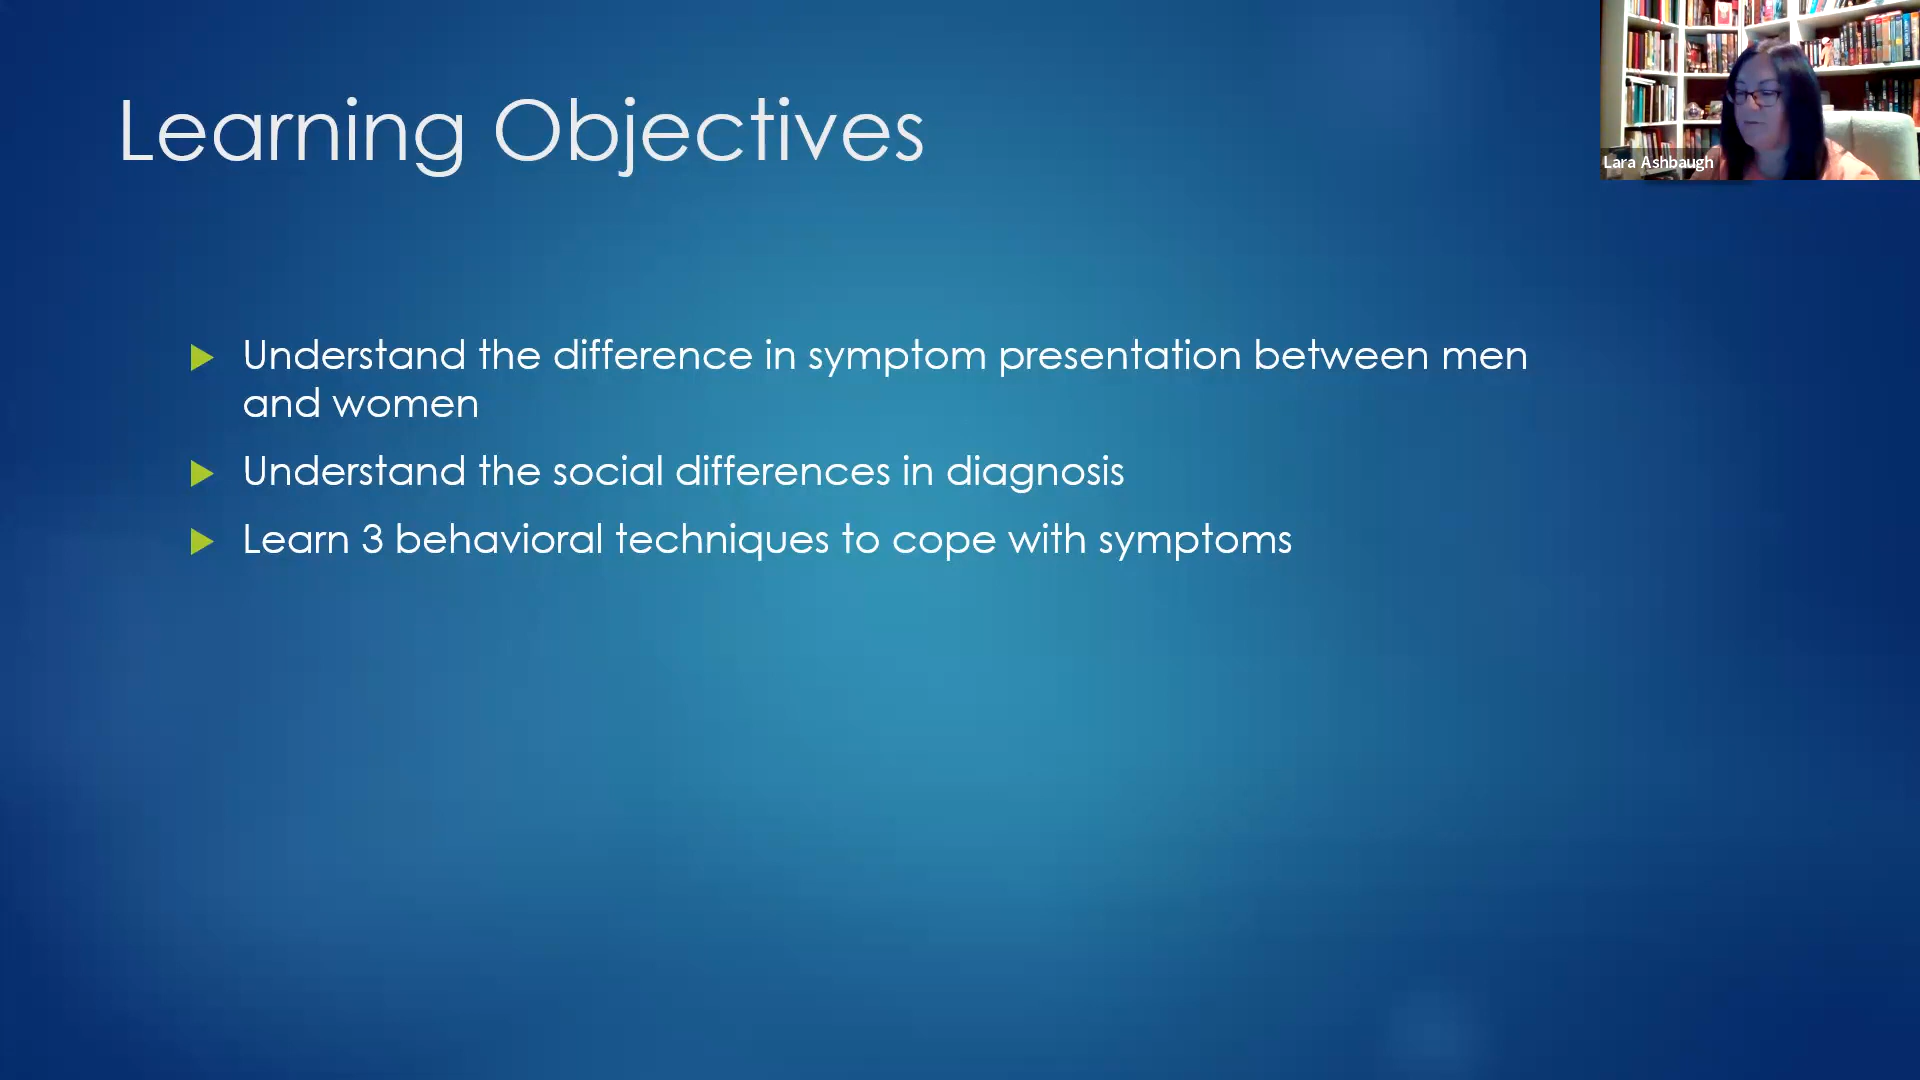 Learning Objectives
Understand the difference in symptom presentation between men
and women
Understand the social differences in diagnosis
Learn 3 behavioral techniques to cope with symptoms
Lara Ashbaugh